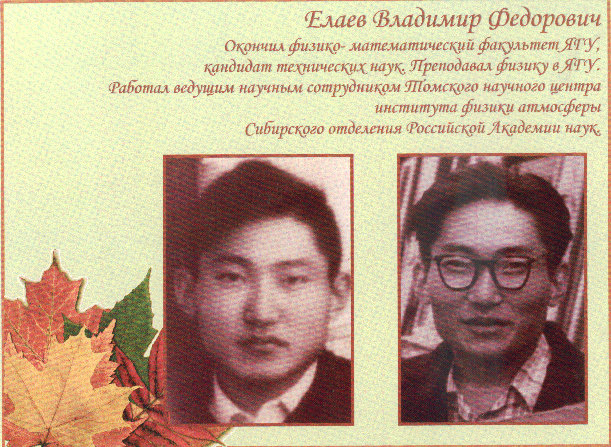 Елаев Владимир Федорович
Окончил физико- математический факультет ЯГУ,
кандидат технических наук. Преподавал физику в ЯГУ.
Работал ведущим научным сотрудником Томского научного центра
института физики атмосферы
Сибирского отделения Российской Академии наук.